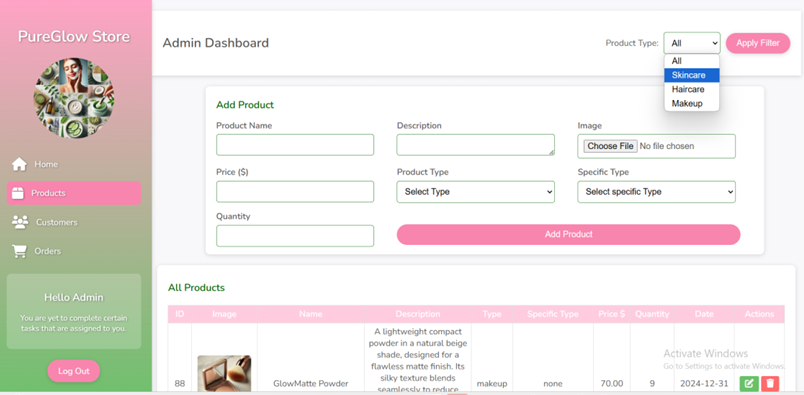 PureGlow Store
Home
Products
Customers
Orders
Hello Admin
You are yet to complete certain
tasks that are assigned to you.
Log Out
Admin Dashboard
Product Type:
All
Apply Filter
All
Skincare
Haircare
Makeup
Add Product
Product Name
Description
Image
Choose File No file chosen
Price ($)
Product Type
Specific Type
Select Type
Select specific Type
Quantity
Add Product
All Products
ID Image Name Description Type Specific Type Price $ Quantity Date Actions
A lightweight compact
powder in a natural beige
shade, designed for a
flawless matte finish. Its
silky texture blends
seamlessly to reduce
88 GlowMatte Powder makeup none 70.00 9 2024-12-31
Activate Windows
Go to Settings to activate Windows.